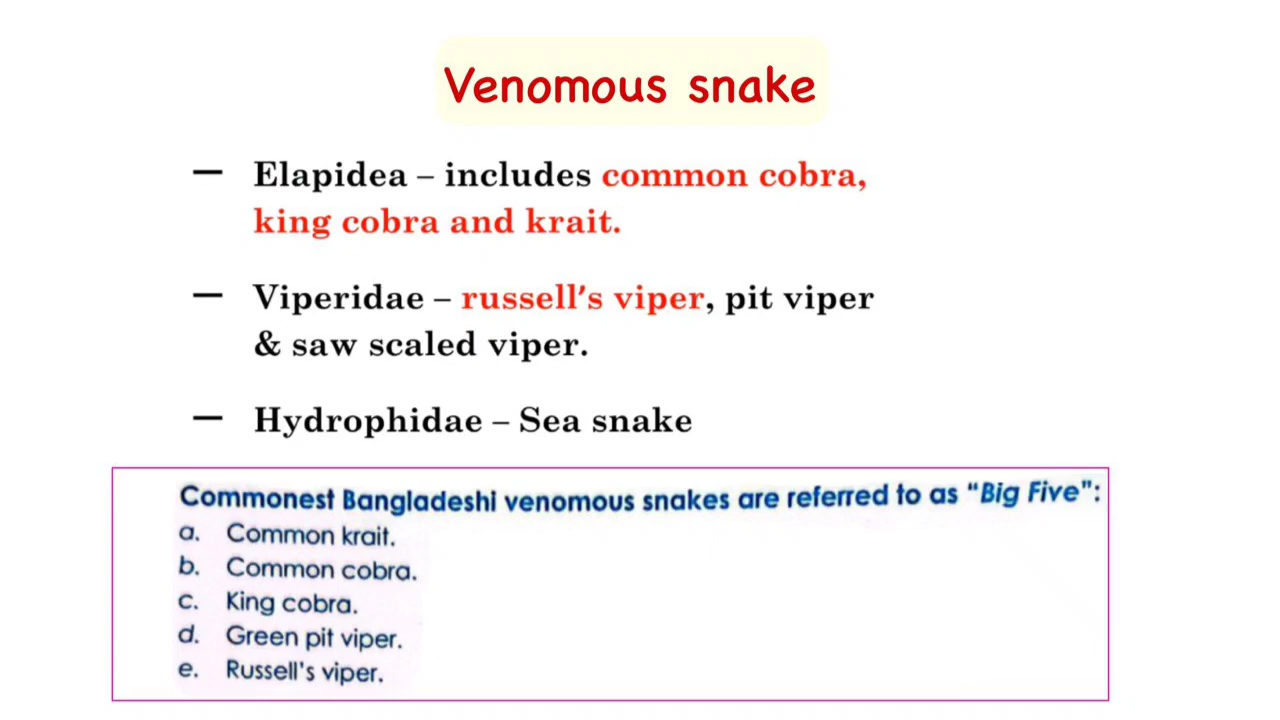 Venomous snake
— Elapidea – includes common cobra,
king cobra and krait.
— Viperidae – russell's viper, pit viper
& saw scaled viper.
— Hydrophidae – Sea snake
Commonest Bangladeshi venomous snakes are referred to as "Big Five":
a. Common krait.
b. Common cobra.
c. King cobra.
d. Green pit viper.
e. Russell's viper.